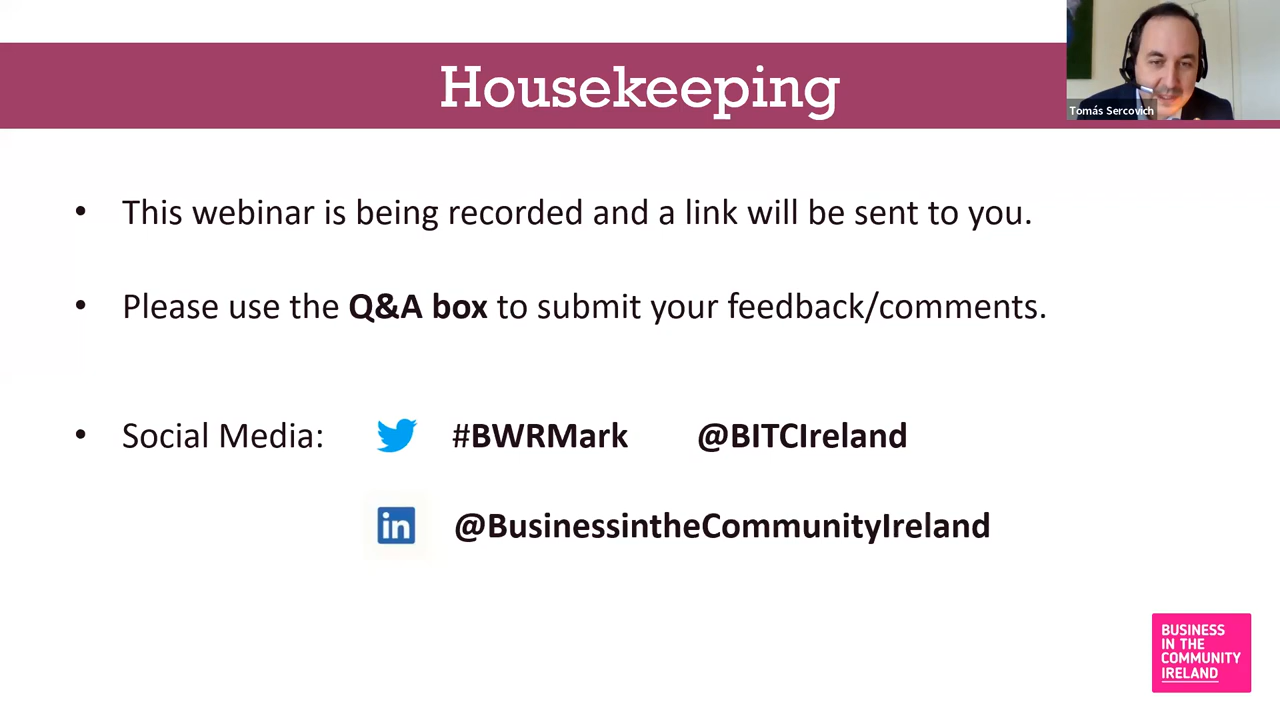 Housekeeping
Tomás Sercovich
• This webinar is being recorded and a link will be sent to you.
• Please use the Q&A box to submit your feedback/comments.
• Social Media: #BWRMark @BITCIreland
in @BusinessintheCommunityIreland
BUSINESS
IN THE
COMMUNITY
IRELAND